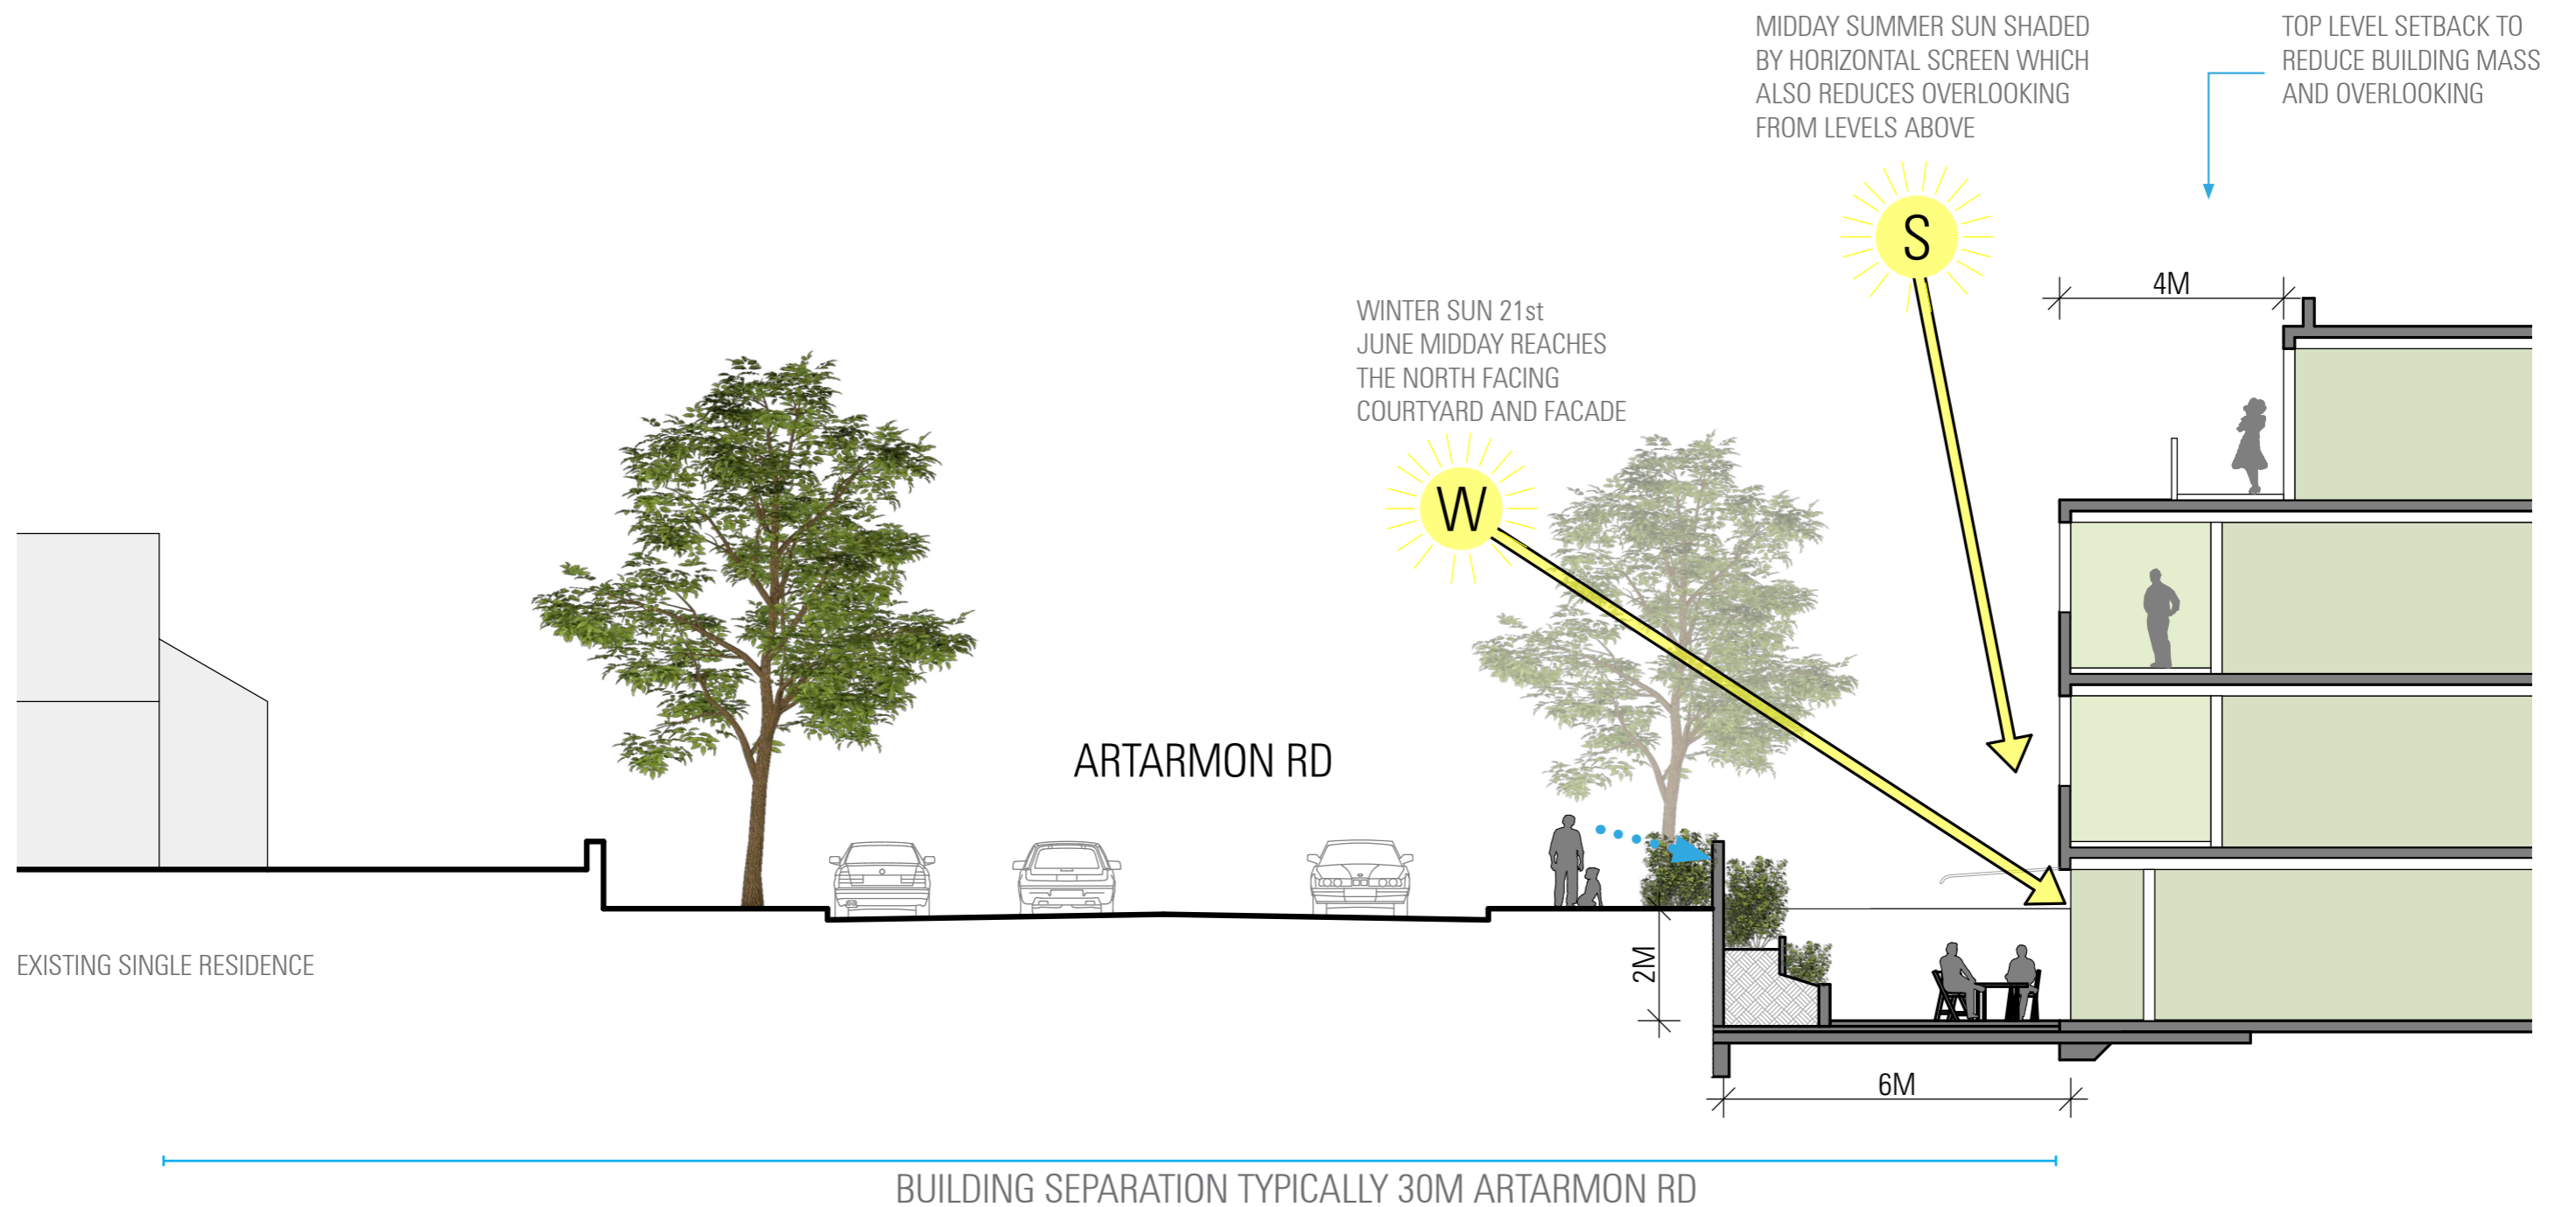 MIDDAY SUMMER SUN SHADED
BY HORIZONTAL SCREEN WHICH
ALSO REDUCES OVERLOOKING
FROM LEVELS ABOVE
TOP LEVEL SETBACK TO
REDUCE BUILDING MASS
AND OVERLOOKING
S
4M
WINTER SUN 21st
JUNE MIDDAY REACHES
THE NORTH FACING
COURTYARD AND FACADE
W
ARTARMON RD
EXISTING SINGLE RESIDENCE
2M
6M
BUILDING SEPARATION TYPICALLY 30M ARTARMON RD